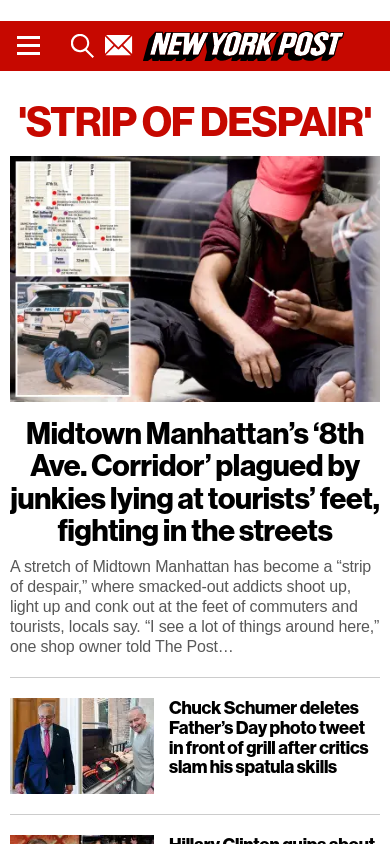 NEW YORK POST
'STRIP OF DESPAIR'
Midtown Manhattan’s ‘8th
Ave. Corridor’ plagued by
junkies lying at tourists’ feet,
fighting in the streets
A stretch of Midtown Manhattan has become a “strip
of despair,” where smacked-out addicts shoot up,
light up and conk out at the feet of commuters and
tourists, locals say. “I see a lot of things around here,”
one shop owner told The Post…
Chuck Schumer deletes
Father’s Day photo tweet
in front of grill after critics
slam his spatula skills
Hillary Clinton quips about